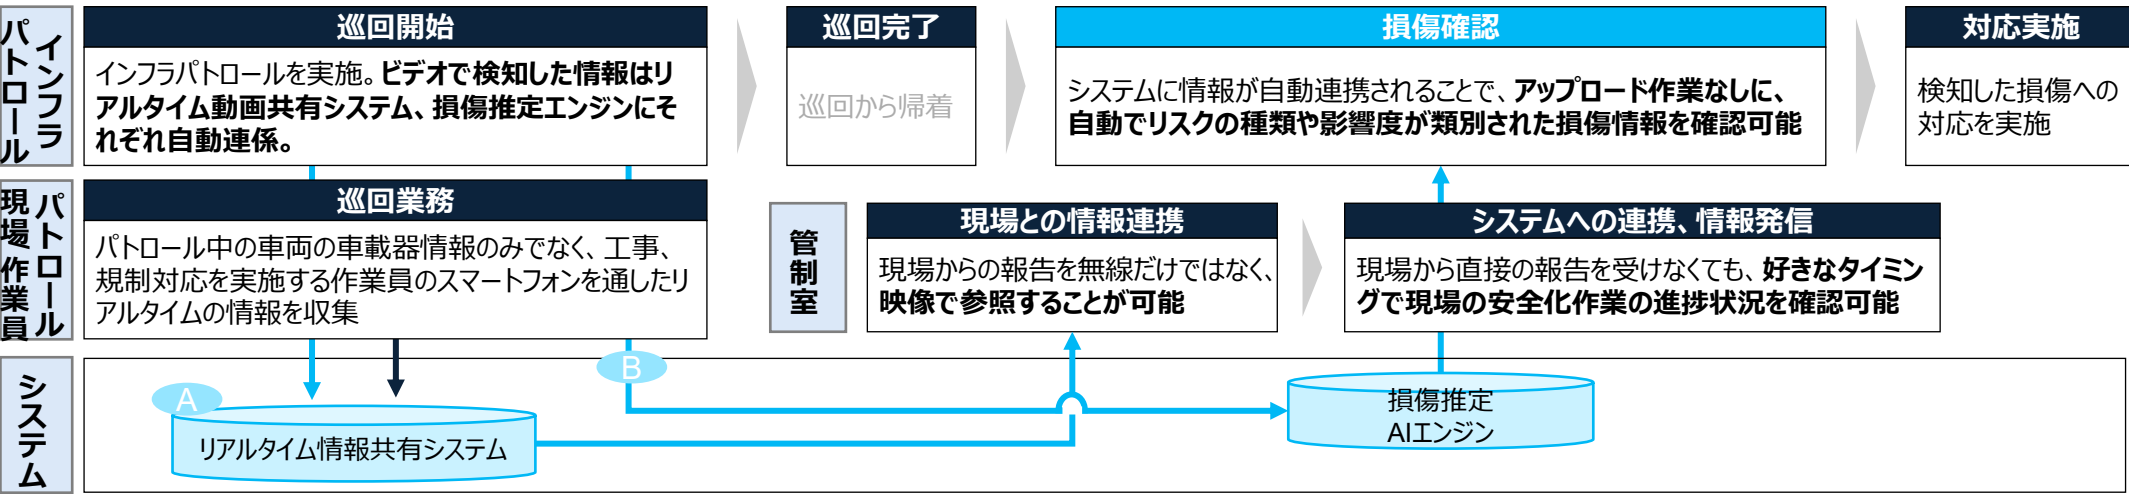 インフラ
パトロール
巡回開始
インフラパトロールを実施。ビデオで検知した情報はリ
アルタイム動画共有システム、損傷推定エンジンにそ
れぞれ自動連係。
巡回完了
巡回から帰着
損傷確認
システムに情報が自動連携されることで、アップロード作業なしに、
自動でリスクの種類や影響度が類別された損傷情報を確認可能
対応実施
検知した損傷への
対応を実施
パトロール
現場作業員
巡回業務
パトロール中の車両の車載器情報のみでなく、工事、
規制対応を実施する作業員のスマートフォンを通したリ
アルタイムの情報を収集
管制室
現場との情報連携
現場からの報告を無線だけではなく、
映像で参照することが可能
システムへの連携、情報発信
現場から直接の報告を受けなくても、好きなタイミン
グで現場の安全化作業の進捗状況を確認可能
システム
A
リアルタイム情報共有システム
B
損傷推定
AIエンジン